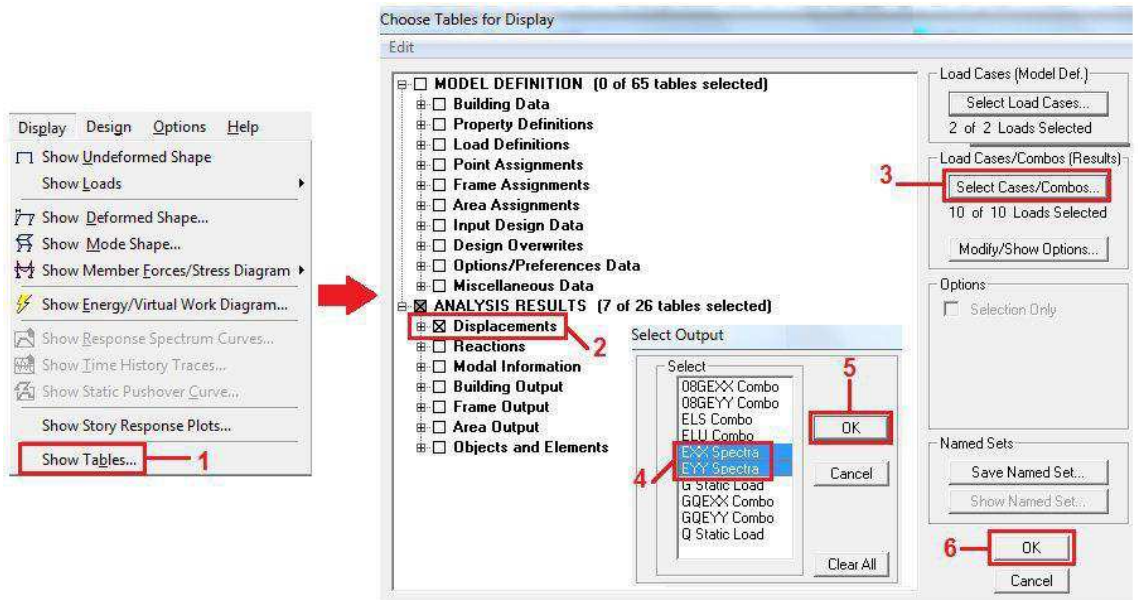 Display Design Options Help
Show Undeformed Shape
Show Loads
Show Deformed Shape...
Show Mode Shape...
Show Member Forces/Stress Diagram
Show Energy/Virtual Work Diagram...
Show Response Spectrum Curves...
Show Time History Traces...
Show Static Pushover Curve...
Show Story Response Plots...
Show Tables...
1
Choose Tables for Display
Edit
MODEL DEFINITION (0 of 65 tables selected)
Building Data
Property Definitions
Load Definitions
Point Assignments
Frame Assignments
Area Assignments
Input Design Data
Design Overwrites
Options/Preferences Data
Miscellaneous Data
ANALYSIS RESULTS (7 of 26 tables selected)
Displacements
2
Reactions
Modal Information
Building Output
Frame Output
Area Output
Objects and Elements
Select Output
Select
08GEXX Combo
08GEYY Combo
ELS Combo
ELU Combo
EXX Spectra
EYY Spectra
G Static Load
GQEXX Combo
GQEYY Combo
Q Static Load
4
5
OK
Cancel
Clear All
Load Cases (Model Def.)
Select Load Cases...
2 of 2 Loads Selected
Load Cases/Combos (Results)
3
Select Cases/Combos...
10 of 10 Loads Selected
Modify/Show Options...
Options
Selection Only
Named Sets
Save Named Set...
Show Named Set...
6
OK
Cancel